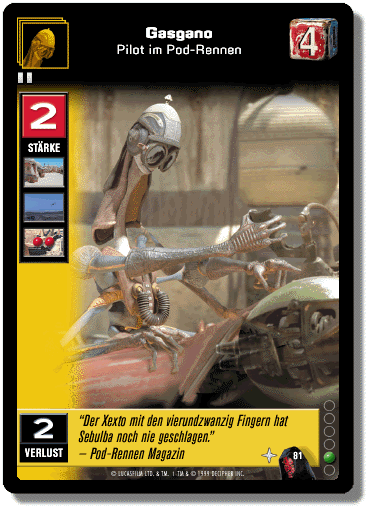 Gasgano
Pilot im Pod-Rennen
4
2
STÄRKE
2
VERLUST
"Der Xexto mit den vierundzwanzig Fingern hat
Sebulba noch nie geschlagen."
– Pod-Rennen Magazin
81
© LUCASFILM LTD. & TM. / TM & © 1999 DECIPHER INC.